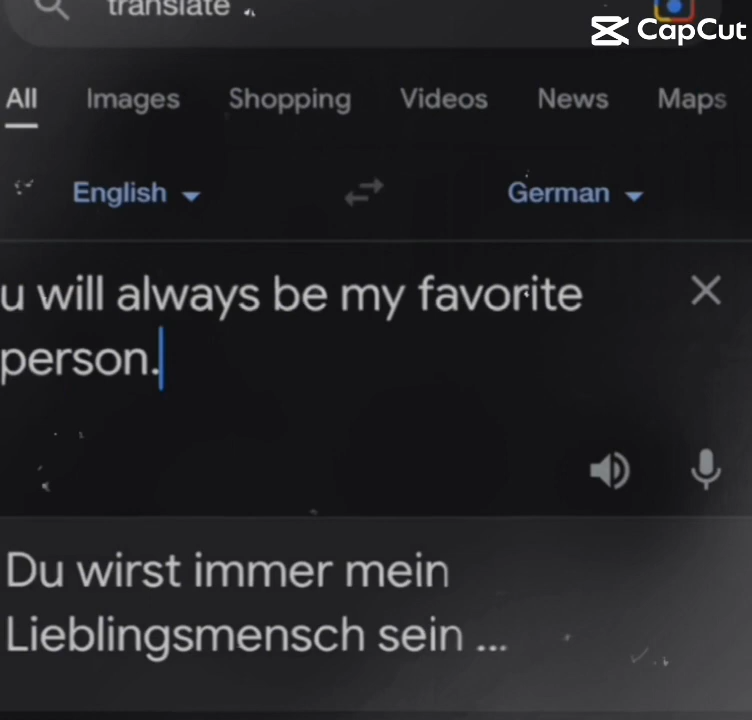 translate
CapCut
All Images Shopping Videos News Maps
English German
u will always be my favorite
person.
Du wirst immer mein
Lieblingsmensch sein ...